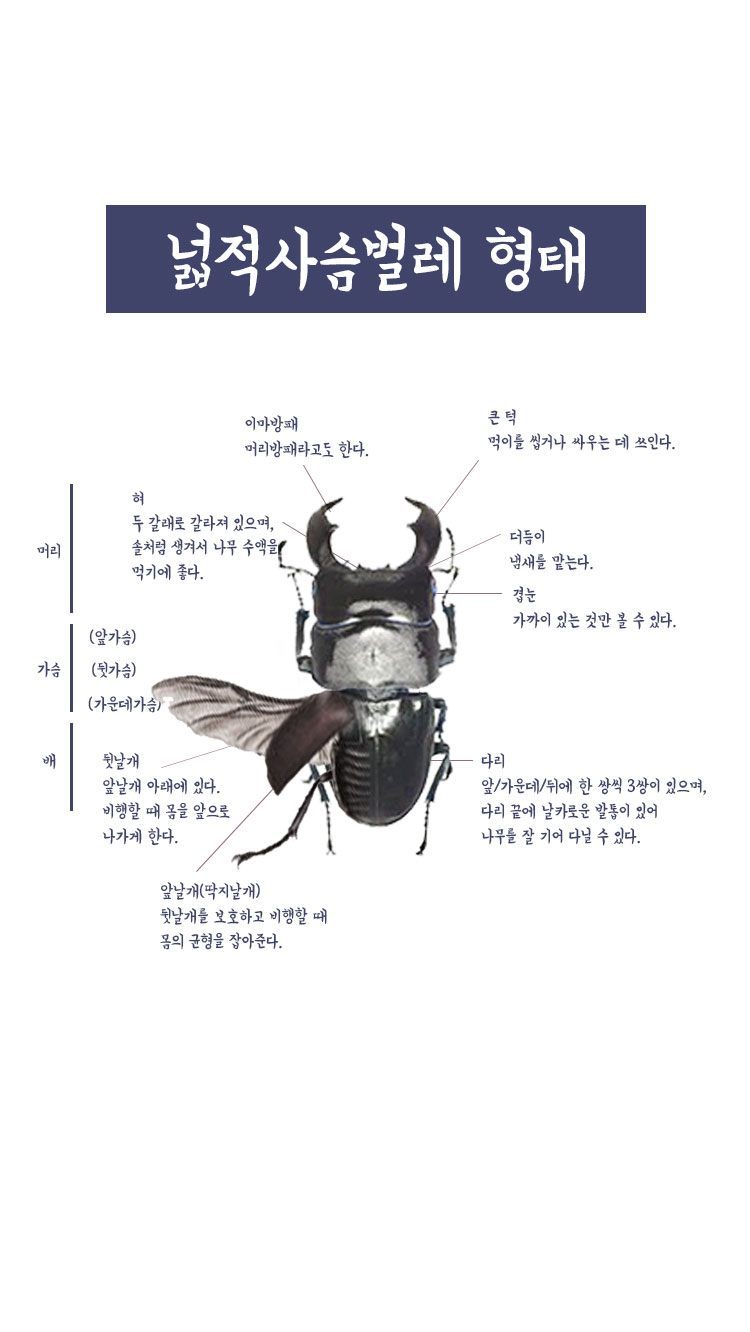 넓적사슴벌레 형태
이마방패
머리방패라고도 한다.
큰 턱
먹이를 씹거나 싸우는 데 쓰인다.
혀
두 갈래로 갈라져 있으며,
솔처럼 생겨서 나무 수액을
먹기에 좋다.
더듬이
냄새를 맡는다.
겹눈
가까이 있는 것만 볼 수 있다.
머리
가슴
(앞가슴)
(뒷가슴)
(가운데가슴)
배
뒷날개
앞날개 아래에 있다.
비행할 때 몸을 앞으로
나가게 한다.
다리
앞/가운데/뒤에 한 쌍씩 3쌍이 있으며,
다리 끝에 날카로운 발톱이 있어
나무를 잘 기어 다닐 수 있다.
앞날개(딱지날개)
뒷날개를 보호하고 비행할 때
몸의 균형을 잡아준다.